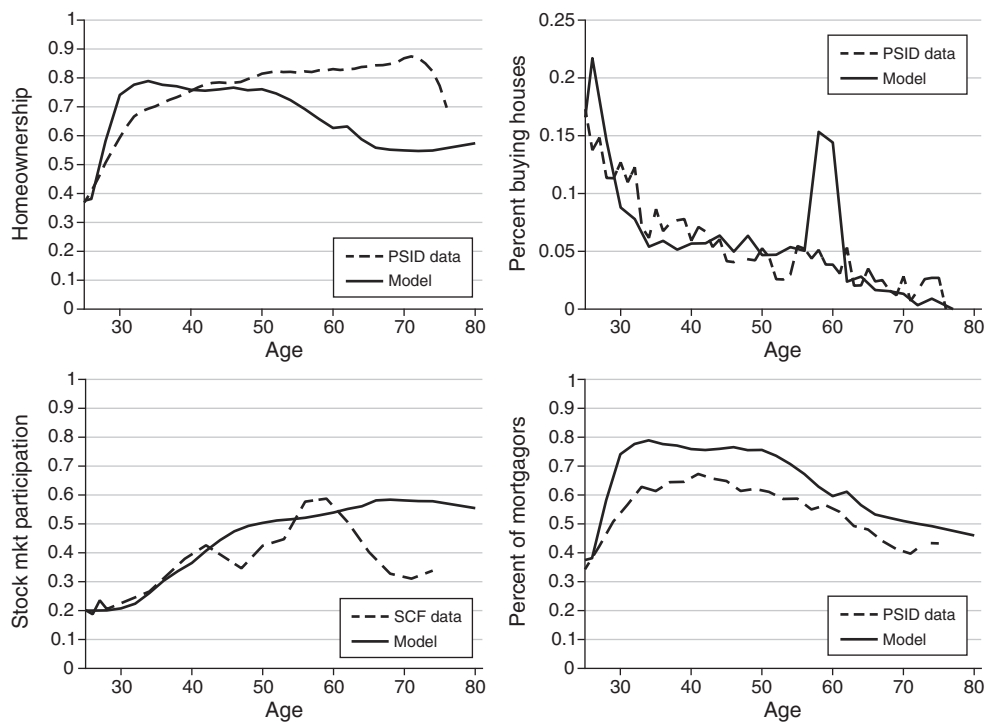 Homeownership
1
0.9
0.8
0.7
0.6
0.5
0.4
0.3
0.2
0.1
0
PSID data
Model
30 40 50 60 70 80
Age
Percent buying houses
0.25
0.2
0.15
0.1
0.05
0
PSID data
Model
30 40 50 60 70 80
Age
Stock mkt participation
1
0.9
0.8
0.7
0.6
0.5
0.4
0.3
0.2
0.1
0
SCF data
Model
30 40 50 60 70 80
Age
Percent of mortgagors
1
0.9
0.8
0.7
0.6
0.5
0.4
0.3
0.2
0.1
0
PSID data
Model
30 40 50 60 70 80
Age